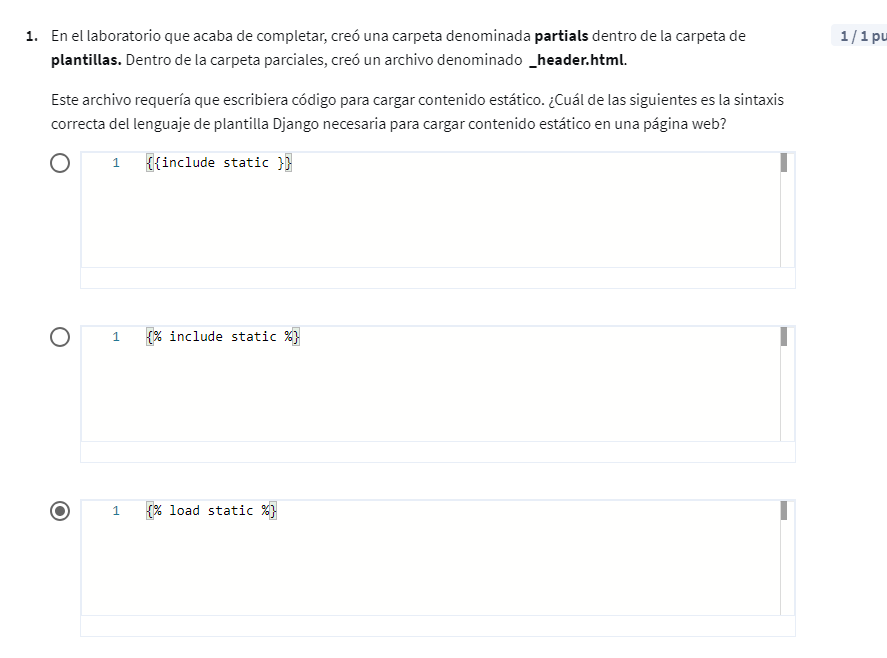 1. En el laboratorio que acaba de completar, creó una carpeta denominada partials dentro de la carpeta de
1 / 1 pu
plantillas. Dentro de la carpeta parciales, creó un archivo denominado _header.html.
Este archivo requería que escribiera código para cargar contenido estático. ¿Cuál de las siguientes es la sintaxis
correcta del lenguaje de plantilla Django necesaria para cargar contenido estático en una página web?
1 {{include static }}
1 {% include static %}
1 {% load static %}